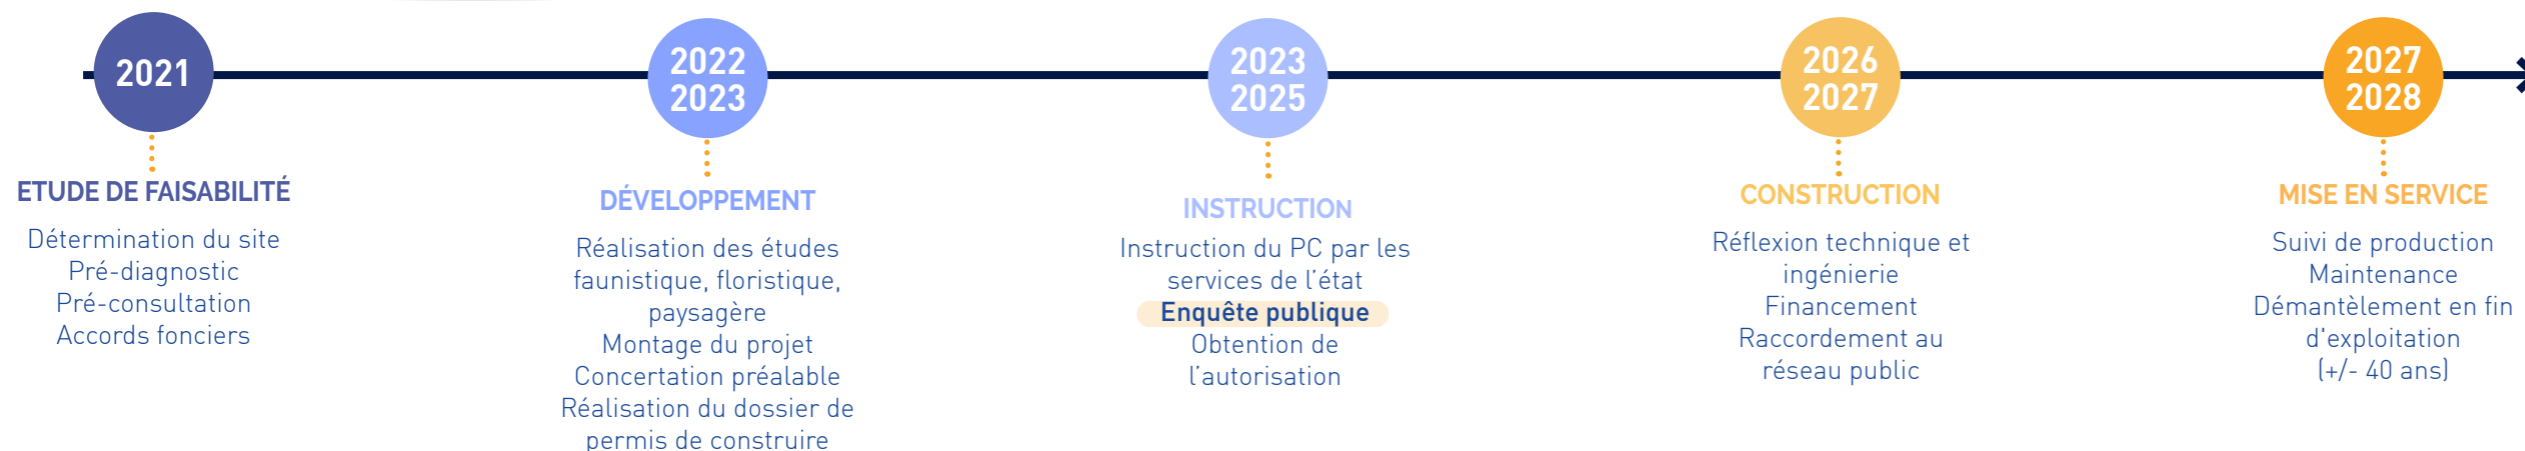 2021
ETUDE DE FAISABILITÉ
Détermination du site
Pré-diagnostic
Pré-consultation
Accords fonciers
2022
2023
DÉVELOPPEMENT
Réalisation des études
faunistique, floristique,
paysagère
Montage du projet
Concertation préalable
Réalisation du dossier de
permis de construire
2023
2025
INSTRUCTION
Instruction du PC par les
services de l'état
Enquête publique
Obtention de
l'autorisation
2026
2027
CONSTRUCTION
Réflexion technique et
ingénierie
Financement
Raccordement au
réseau public
2027
2028
MISE EN SERVICE
Suivi de production
Maintenance
Démantèlement en fin
d'exploitation
(+/- 40 ans)